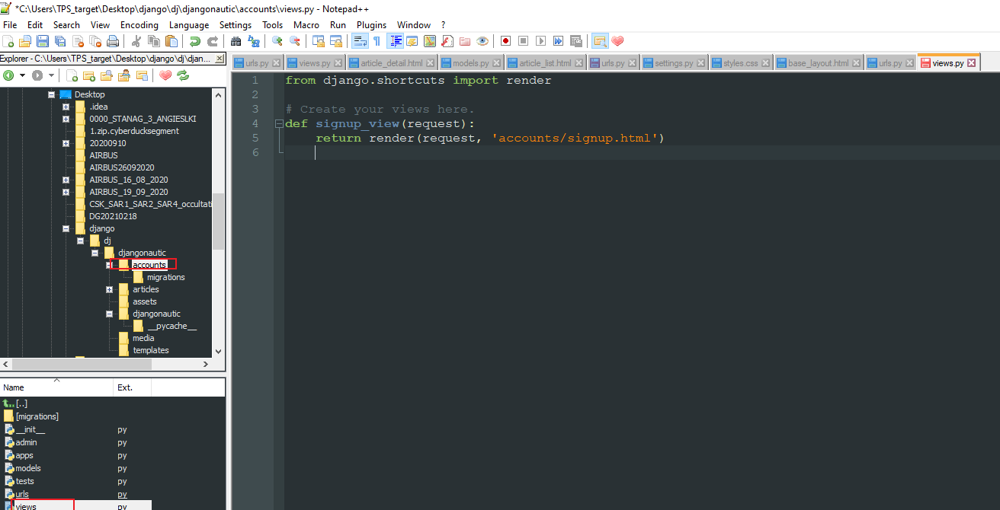 *C:\Users\TPS_target\Desktop\django\dj\djangonautic\accounts\views.py - Notepad++
File Edit Search View Encoding Language Settings Tools Macro Run Plugins Window ?
Explorer - C:\Users\TPS_target\Desktop\django\dj\djan...
urls.py views.py article_detail.html models.py article_list.html urls.py settings.py styles.css base_layout.html urls.py views.py
Desktop
.idea
0000_STANAG_3_ANGIESLKI
1.zip.cyberducksegment
20200910
AIRBUS
AIRBUS26092020
AIRBUS_16_08_2020
AIRBUS_19_09_2020
CSK_SAR1_SAR2_SAR4_occultati
DG20210218
django
dj
djangonautic
accounts
migrations
articles
assets
djangonautic
__pycache__
media
templates
Name Ext.
[..]
[migrations]
__init__ py
admin py
apps py
models py
tests py
urls py
views py
1 from django.shortcuts import render
2
3 # Create your views here.
4 def signup_view(request):
5 return render(request, 'accounts/signup.html')
6